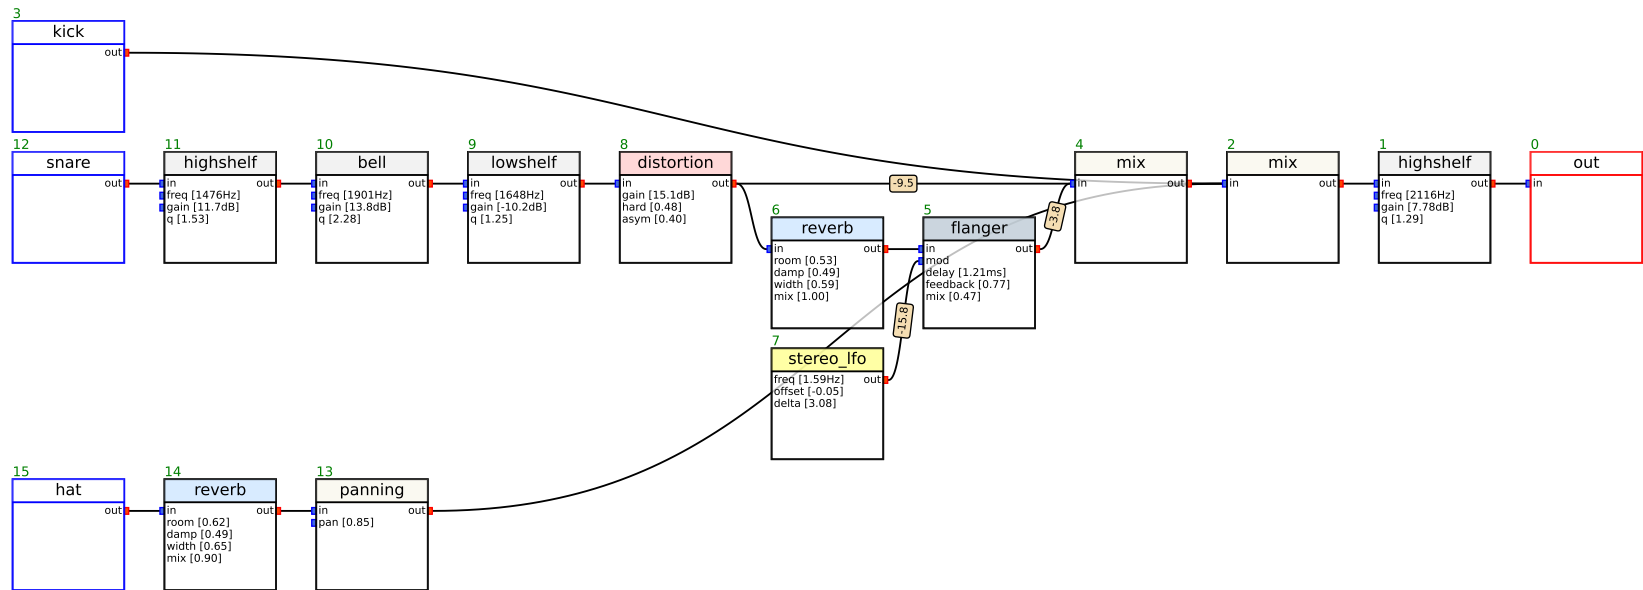 3
kick
out
12
snare
out
11
highshelf
in out
freq [1476Hz]
gain [11.7dB]
q [1.53]
10
bell
in out
freq [1901Hz]
gain [13.8dB]
q [2.28]
9
lowshelf
in out
freq [1648Hz]
gain [-10.2dB]
q [1.25]
8
distortion
in out
gain [15.1dB]
hard [0.48]
asym [0.40]
-9.5
6
reverb
in out
room [0.53]
damp [0.49]
width [0.59]
mix [1.00]
5
flanger
in out
mod
delay [1.21ms]
feedback [0.77]
mix [0.47]
-3.8
-15.8
7
stereo_lfo
freq [1.59Hz] out
offset [-0.05]
delta [3.08]
4
mix
in out
2
mix
in out
1
highshelf
in out
freq [2116Hz]
gain [7.78dB]
q [1.29]
0
out
in
15
hat
out
14
reverb
in out
room [0.62]
damp [0.49]
width [0.65]
mix [0.90]
13
panning
in out
pan [0.85]